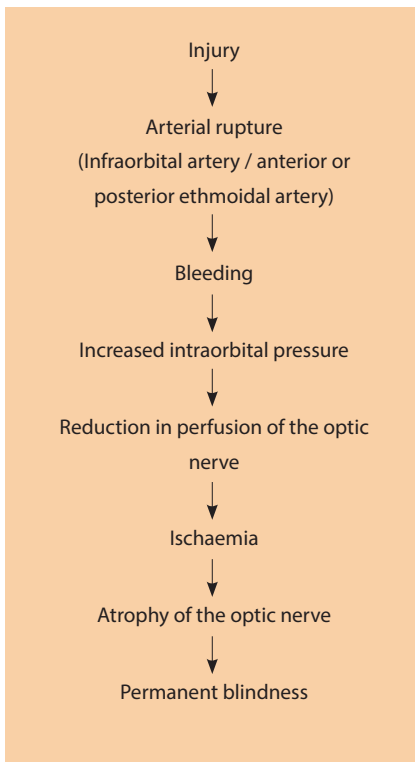 Injury
Arterial rupture
(Infraorbital artery / anterior or
posterior ethmoidal artery)
Bleeding
Increased intraorbital pressure
Reduction in perfusion of the optic
nerve
Ischaemia
Atrophy of the optic nerve
Permanent blindness